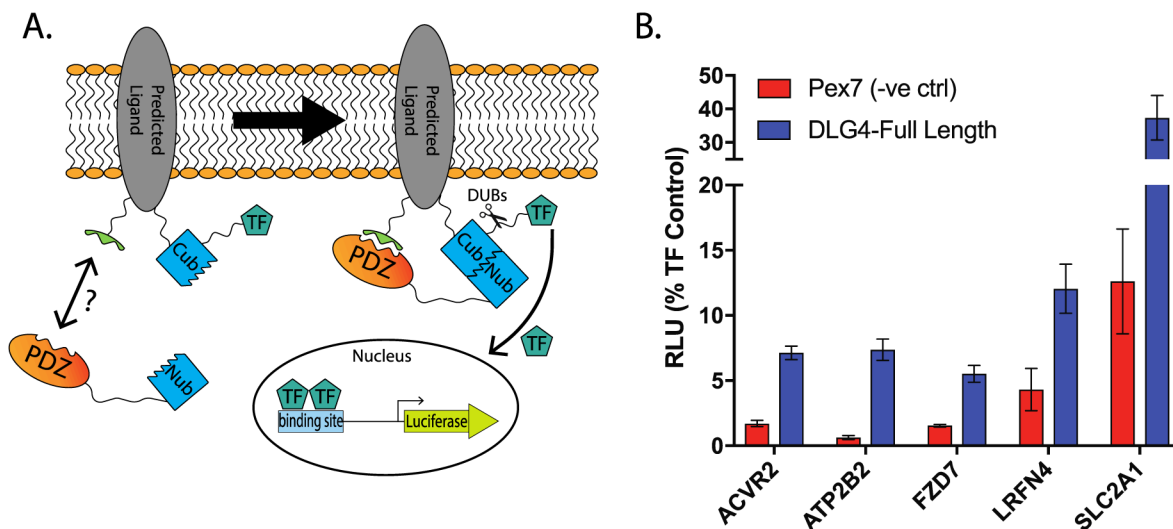 A.
Predicted
Ligand
Predicted
Ligand
TF
Cub
?
PDZ
Nub
DUBs
TF
PDZ
Cub
Nub
TF
Nucleus
TF TF
binding site
Luciferase
B.
Pex7 (-ve ctrl)
DLG4-Full Length
RLU (% TF Control)
50
40
30
20
15
10
5
0
ACVR2
ATP2B2
FZD7
LRFN4
SLC2A1